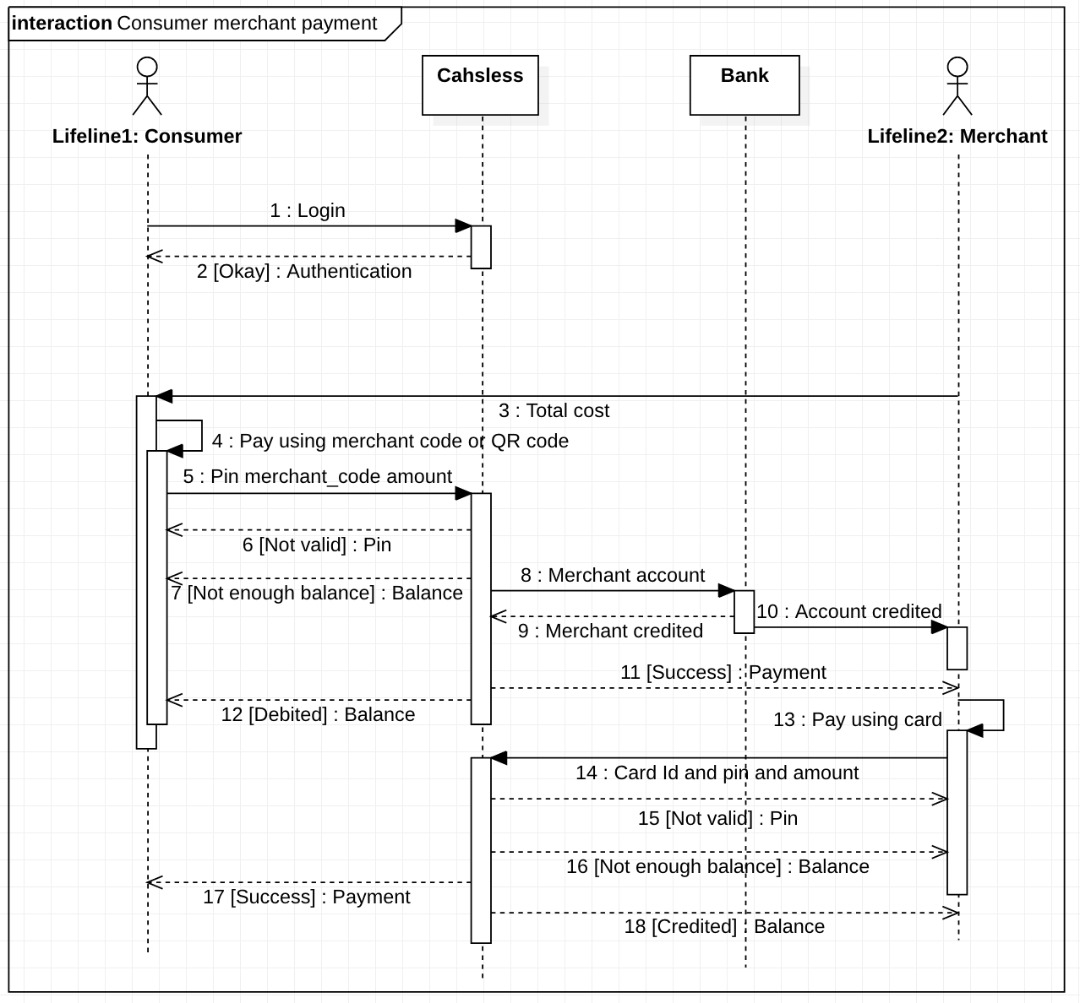 interaction Consumer merchant payment
Cahsless
Bank
Lifeline1: Consumer
Lifeline2: Merchant
1 : Login
2 [Okay] : Authentication
3 : Total cost
4 : Pay using merchant code or QR code
5 : Pin merchant_code amount
6 [Not valid] : Pin
8 : Merchant account
7 [Not enough balance] : Balance
10 : Account credited
9 : Merchant credited
11 [Success] : Payment
12 [Debited] : Balance
13 : Pay using card
14 : Card Id and pin and amount
15 [Not valid] : Pin
16 [Not enough balance] : Balance
17 [Success] : Payment
18 [Credited] : Balance